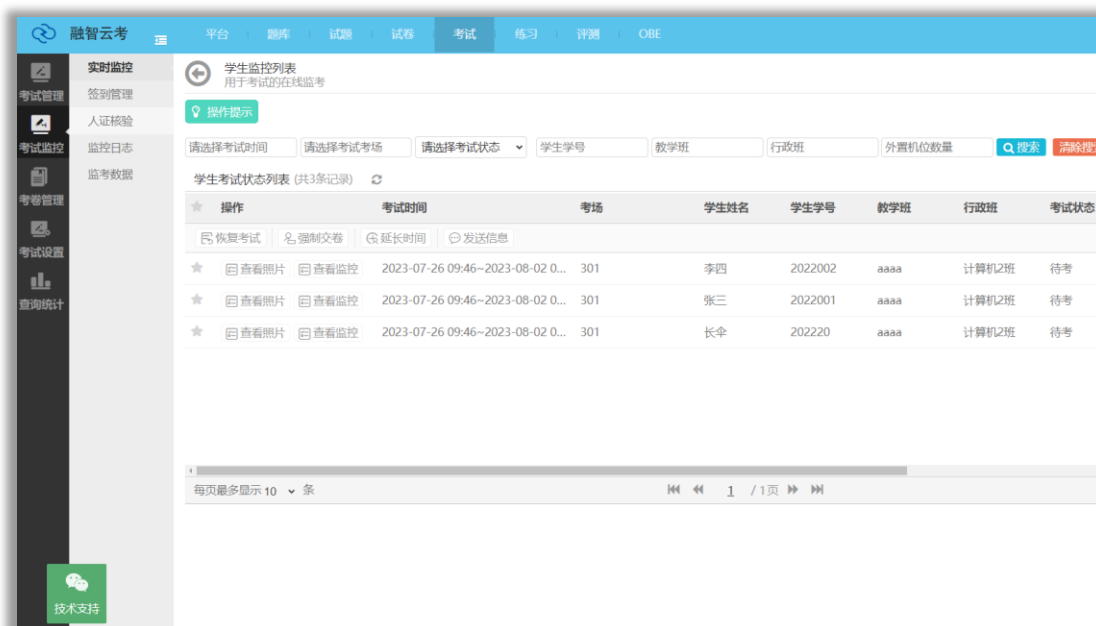 融智云考 平台 题库 试题 试卷 考试 练习 评测 OBE
考试管理
考试监控
考卷管理
考试设置
查询统计
实时监控
签到管理
人证核验
监控日志
监考数据
学生监控列表
用于考试的在线监考
操作提示
请选择考试时间 请选择考试考场 请选择考试状态 学生学号 教学班 行政班 外置机位数量 搜索 清除搜
学生考试状态列表 (共3条记录)
操作 考试时间 考场 学生姓名 学生学号 教学班 行政班 考试状态
恢复考试 强制交卷 延长时间 发送信息
查看照片 查看监控 2023-07-26 09:46~2023-08-02 0... 301 李四 2022002 aaaa 计算机2班 待考
查看照片 查看监控 2023-07-26 09:46~2023-08-02 0... 301 张三 2022001 aaaa 计算机2班 待考
查看照片 查看监控 2023-07-26 09:46~2023-08-02 0... 301 长伞 202220 aaaa 计算机2班 待考
每页最多显示 10 条 1 / 1页
技术支持